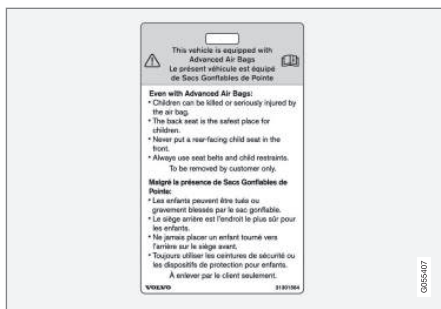 This vehicle is equipped with
Advanced Air Bags
Le présent véhicule est équipé
de Sacs Gonflables de Pointe
Even with Advanced Air Bags:
• Children can be killed or seriously injured by
the air bag.
• The back seat is the safest place for
children.
• Never put a rear-facing child seat in the
front.
• Always use seat belts and child restraints.
To be removed by customer only.
Malgré la présence de Sacs Gonflables de
Pointe:
• Les enfants peuvent être tués ou
gravement blessés par le sac gonflable.
• Le siège arrière est l'endroit le plus sûr pour
les enfants.
• Ne jamais placer un enfant tourné vers
l'arrière sur le siège avant.
• Toujours utiliser les ceintures de sécurité ou
les dispositifs de protection pour enfants.
À enlever par le client seulement.
VOLVO 31301564
G055407